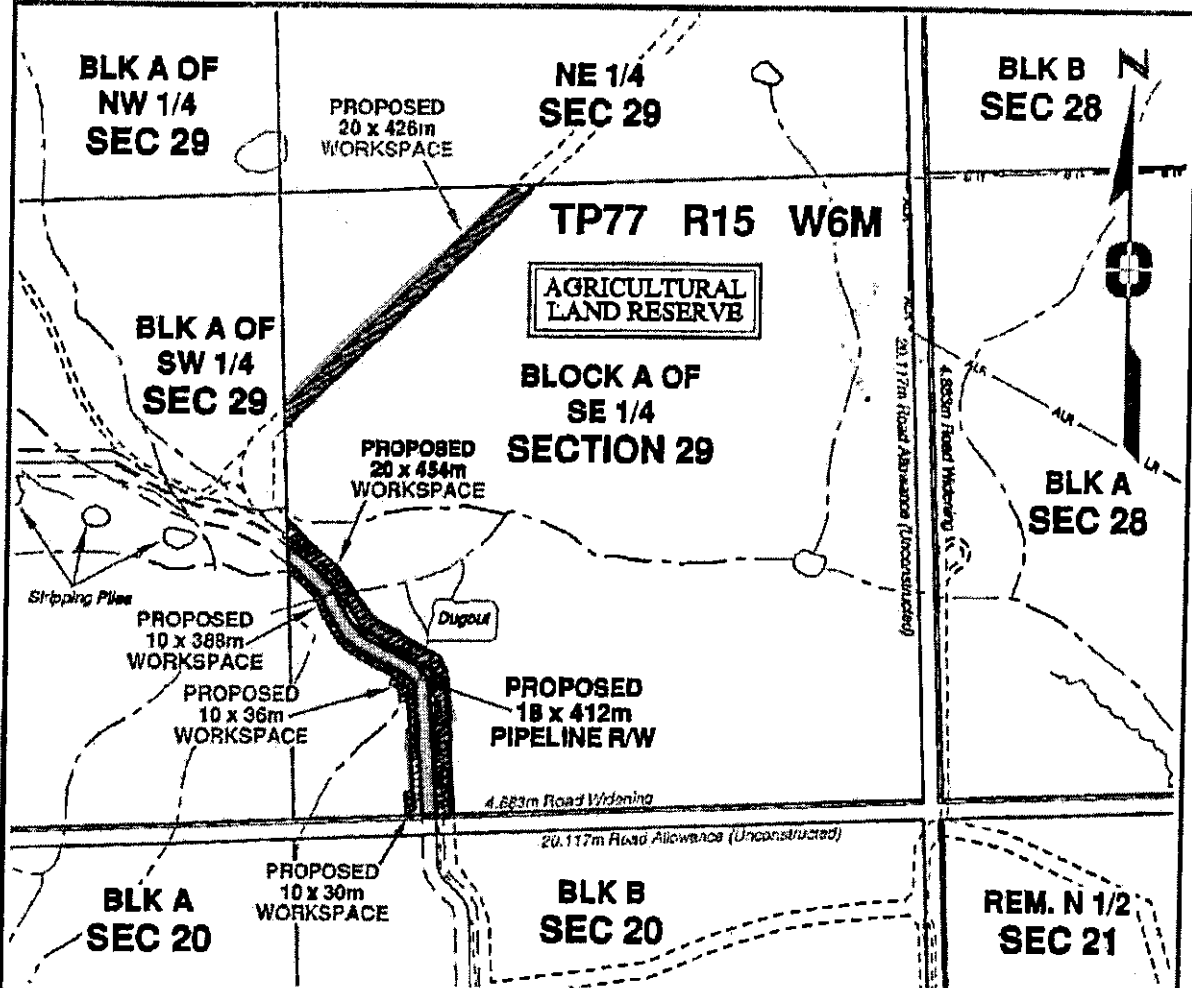 BLK A OF
NW 1/4
SEC 29
PROPOSED
20 x 426m
WORKSPACE
NE 1/4
SEC 29
BLK B
SEC 28
N
TP77 R15 W6M
AGRICULTURAL
LAND RESERVE
BLK A OF
SW 1/4
SEC 29
BLOCK A OF
SE 1/4
SECTION 29
PROPOSED
20 x 454m
WORKSPACE
20.117m Road Allowance (Unconstructed)
4.883m Road Widening
ALR
ALR
LR
BLK A
SEC 28
Stripping Piles
Dugout
PROPOSED
10 x 388m
WORKSPACE
PROPOSED
10 x 36m
WORKSPACE
PROPOSED
18 x 412m
PIPELINE R/W
4.883m Road Widening
20.117m Road Allowance (Unconstructed)
PROPOSED
10 x 30m
WORKSPACE
BLK A
SEC 20
BLK B
SEC 20
REM. N 1/2
SEC 21